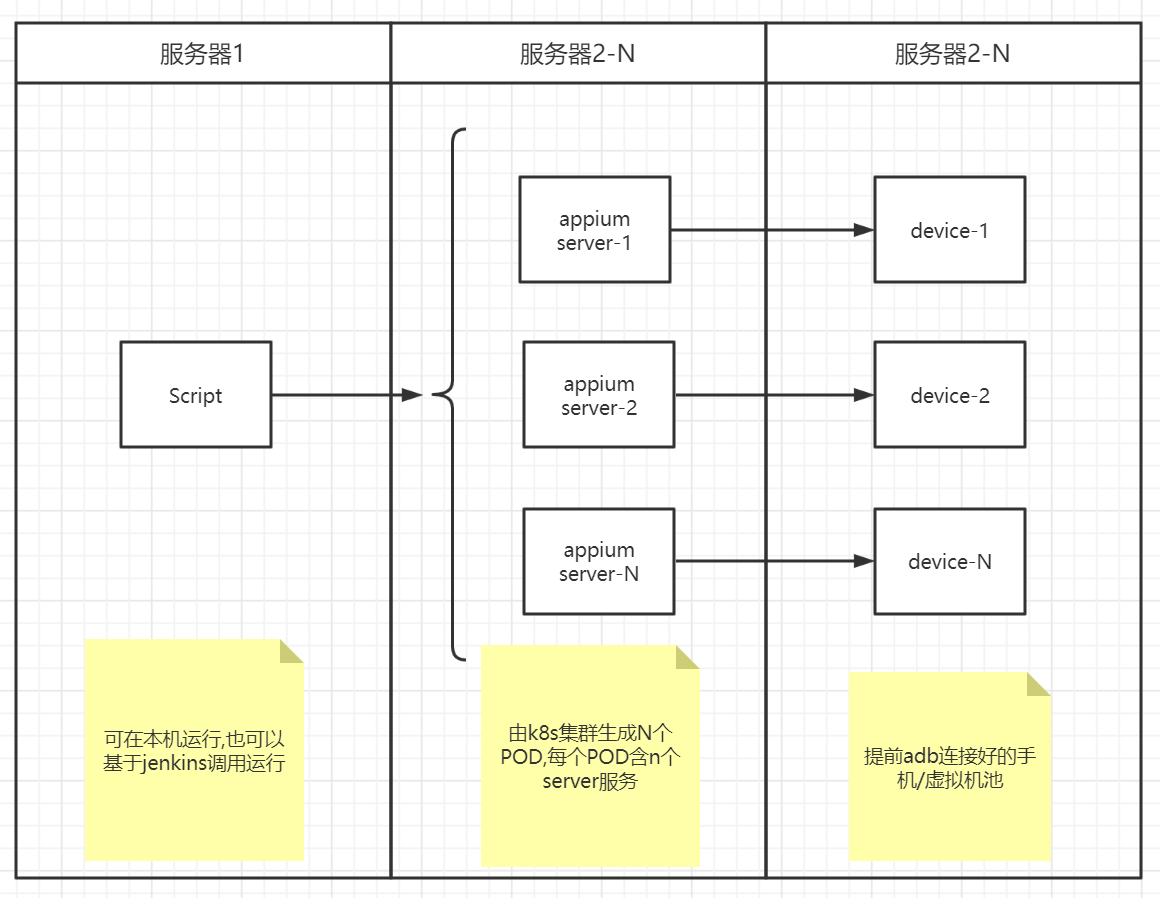 服务器1
服务器2-N
服务器2-N
appium
server-1
device-1
Script
appium
server-2
device-2
appium
server-N
device-N
可在本机运行,也可以
基于jenkins调用运行
由k8s集群生成N个
POD,每个POD含n个
server服务
提前adb连接好的手
机/虚拟机池